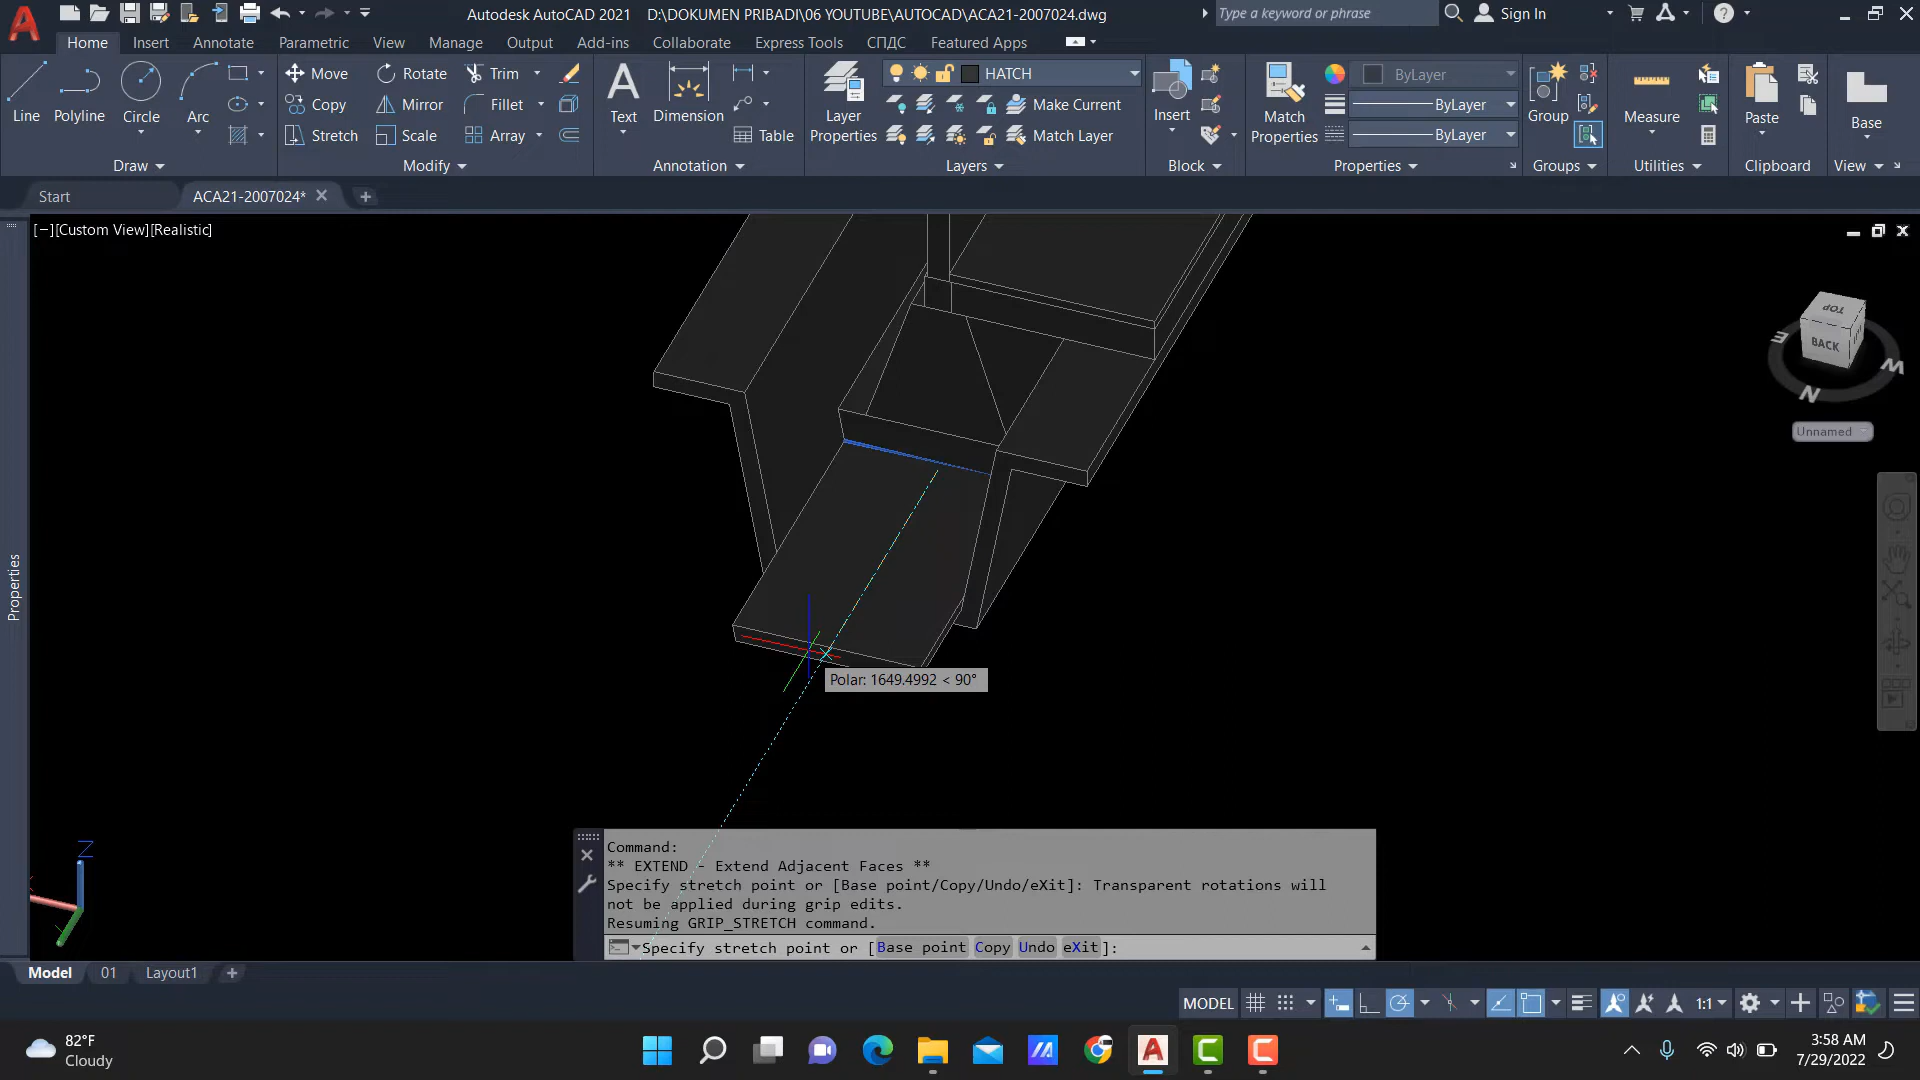 Autodesk AutoCAD 2021 D:\DOKUMEN PRIBADI\06 YOUTUBE\AUTOCAD\ACA21-2007024.dwg
Type a keyword or phrase
Sign In
Home Insert Annotate Parametric View Manage Output Add-ins Collaborate Express Tools СПДС Featured Apps
Line Polyline Circle Arc
Move Rotate Trim
Copy Mirror Fillet
Stretch Scale Array
Text Dimension
Table
Layer Properties
HATCH
Make Current
Match Layer
Insert
Match Properties
ByLayer
ByLayer
ByLayer
Group
Measure
Paste
Base
Draw Modify Annotation Layers Block Properties Groups Utilities Clipboard View
Start ACA21-2007024*
[−][Custom View][Realistic]
TOP
BACK
E
W
N
Unnamed
Properties
Polar: 1649.4992 < 90°
Z
Command:
** EXTEND - Extend Adjacent Faces **
Specify stretch point or [Base point/Copy/Undo/eXit]: Transparent rotations will
not be applied during grip edits.
Resuming GRIP_STRETCH command.
Specify stretch point or [Base point Copy Undo eXit]:
Model 01 Layout1
MODEL 1:1
82°F
Cloudy
3:58 AM
7/29/2022